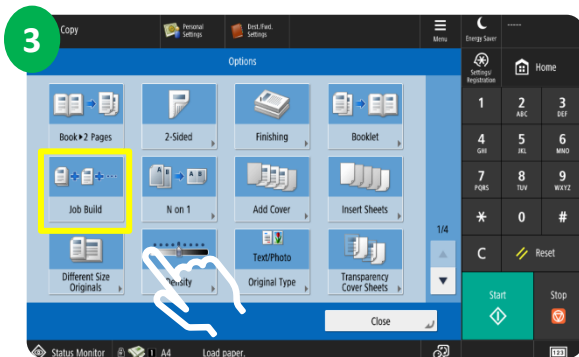 3
Copy
Personal Settings
Dest./Fwd. Settings
Menu
Energy Saver
-----
Options
Settings/
Registration
Home
Book▶2 Pages
2-Sided
Finishing
Booklet
Job Build
A B
A B
N on 1
Add Cover
Insert Sheets
Different Size
Originals
Text/Photo
Original Type
Transparency
Cover Sheets
1/4
Close
1
2 ABC
3 DEF
4 GHI
5 JKL
6 MNO
7 PQRS
8 TUV
9 WXYZ
*
0
#
C
Reset
Start
Stop
Status Monitor
1
A4
Load paper.
123